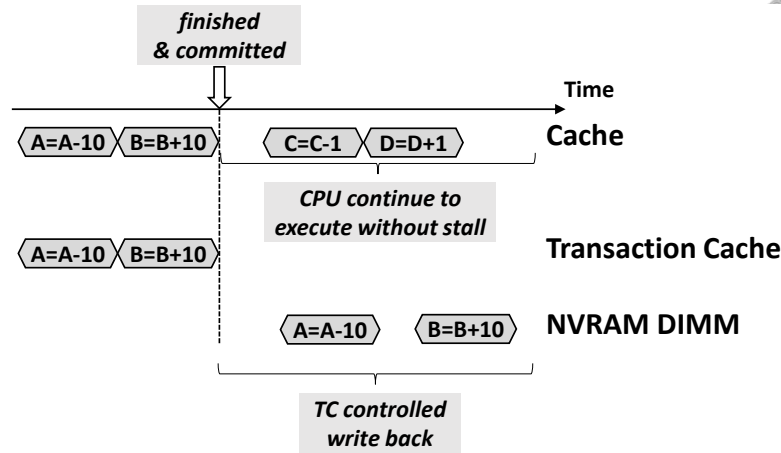 finished
& committed
Time
A=A-10 B=B+10 C=C-1 D=D+1 Cache
CPU continue to
execute without stall
A=A-10 B=B+10 Transaction Cache
A=A-10 B=B+10 NVRAM DIMM
TC controlled
write back